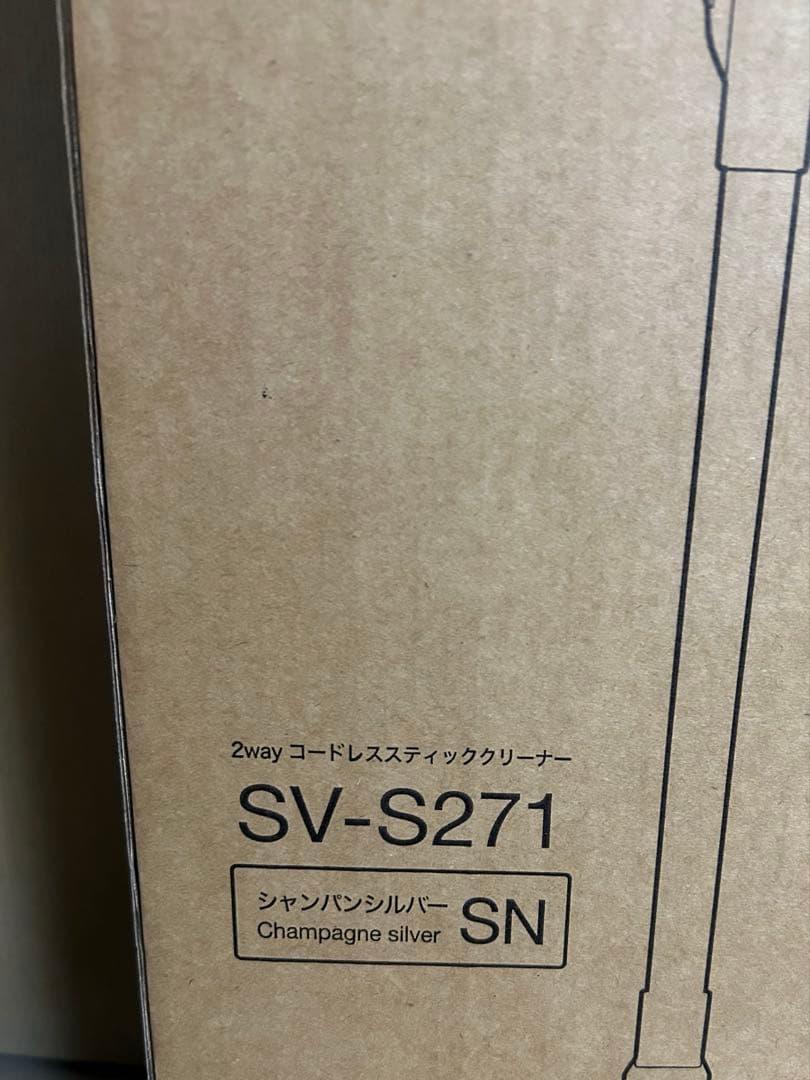 2way コードレススティッククリーナー
SV-S271
シャンパンシルバー
Champagne silver
SN